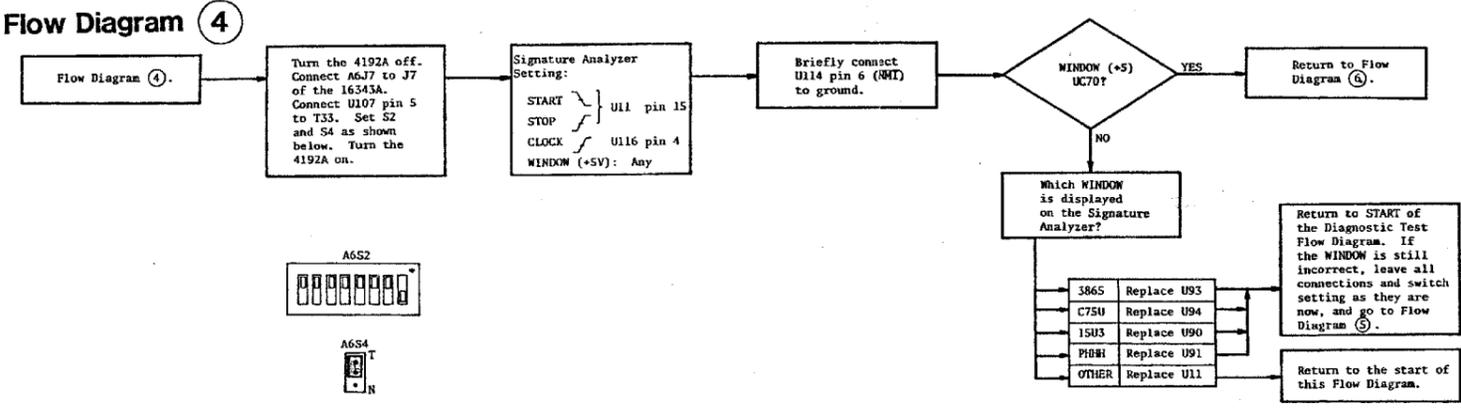 Flow Diagram 4
Flow Diagram 4.
Turn the 4192A off.
Connect A6J7 to J7
of the 16343A.
Connect U107 pin 5
to T33. Set S2
and S4 as shown
below. Turn the
4192A on.
Signature Analyzer
Setting:
START
STOP
U11 pin 15
CLOCK U116 pin 4
WINDOW (+5V): Any
Briefly connect
U114 pin 6 (NMI)
to ground.
WINDOW (+5)
UC70?
YES
Return to Flow
Diagram 6.
NO
Which WINDOW
is displayed
on the Signature
Analyzer?
3865 Replace U93
C75U Replace U94
15U3 Replace U90
PHHH Replace U91
OTHER Replace U11
Return to START of
the Diagnostic Test
Flow Diagram. If
the WINDOW is still
incorrect, leave all
connections and switch
setting as they are
now, and go to Flow
Diagram 5.
Return to the start of
this Flow Diagram.
A6S2
A6S4
T
N